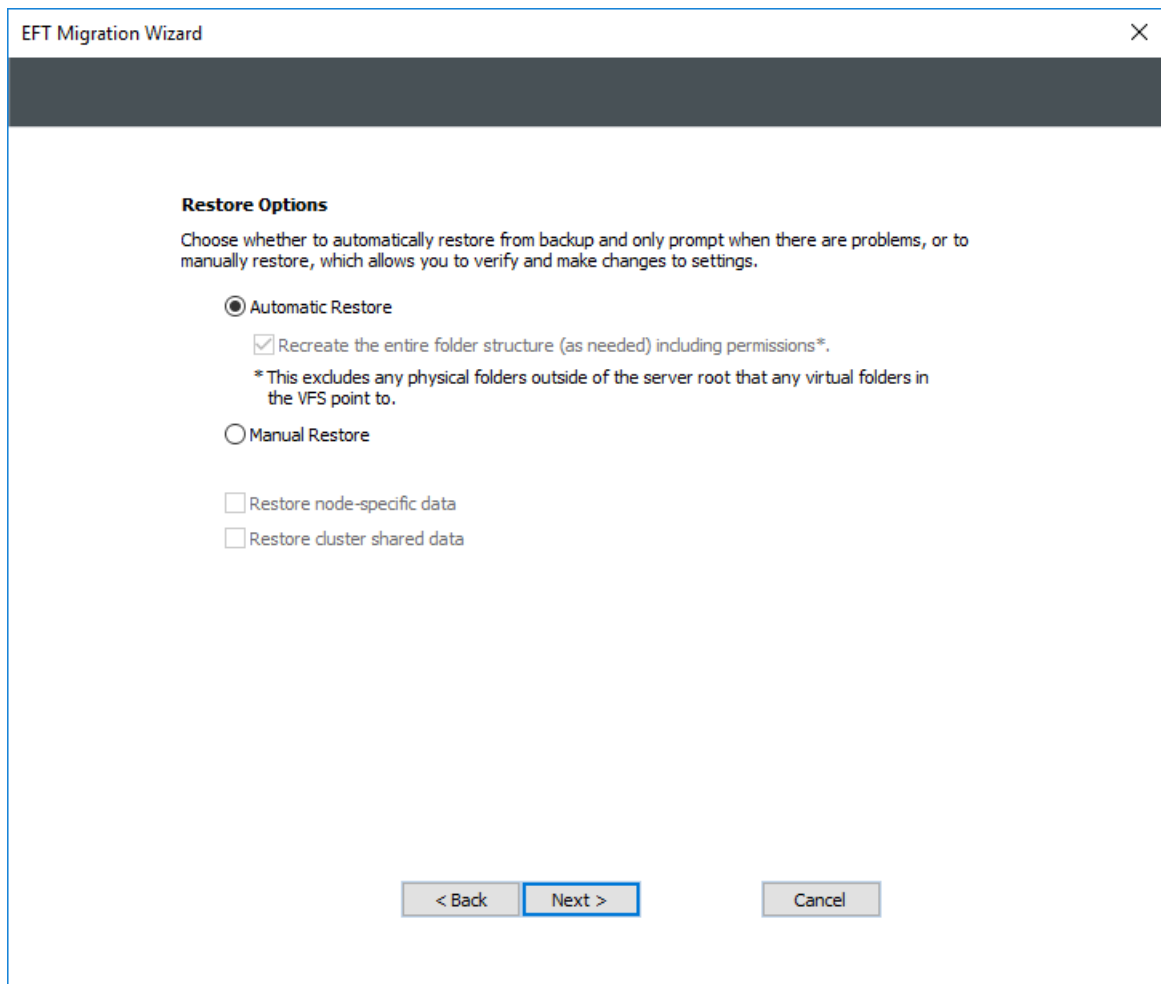 EFT Migration Wizard
Restore Options
Choose whether to automatically restore from backup and only prompt when there are problems, or to
manually restore, which allows you to verify and make changes to settings.
Automatic Restore
Recreate the entire folder structure (as needed) including permissions*.
* This excludes any physical folders outside of the server root that any virtual folders in
the VFS point to.
Manual Restore
Restore node-specific data
Restore cluster shared data
< Back Next > Cancel